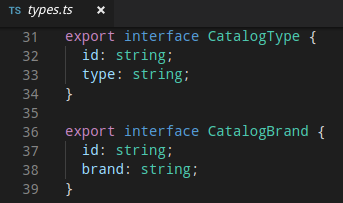 TS types.ts ×
31 export interface CatalogType {
32   id: string;
33   type: string;
34 }
35
36 export interface CatalogBrand {
37   id: string;
38   brand: string;
39 }